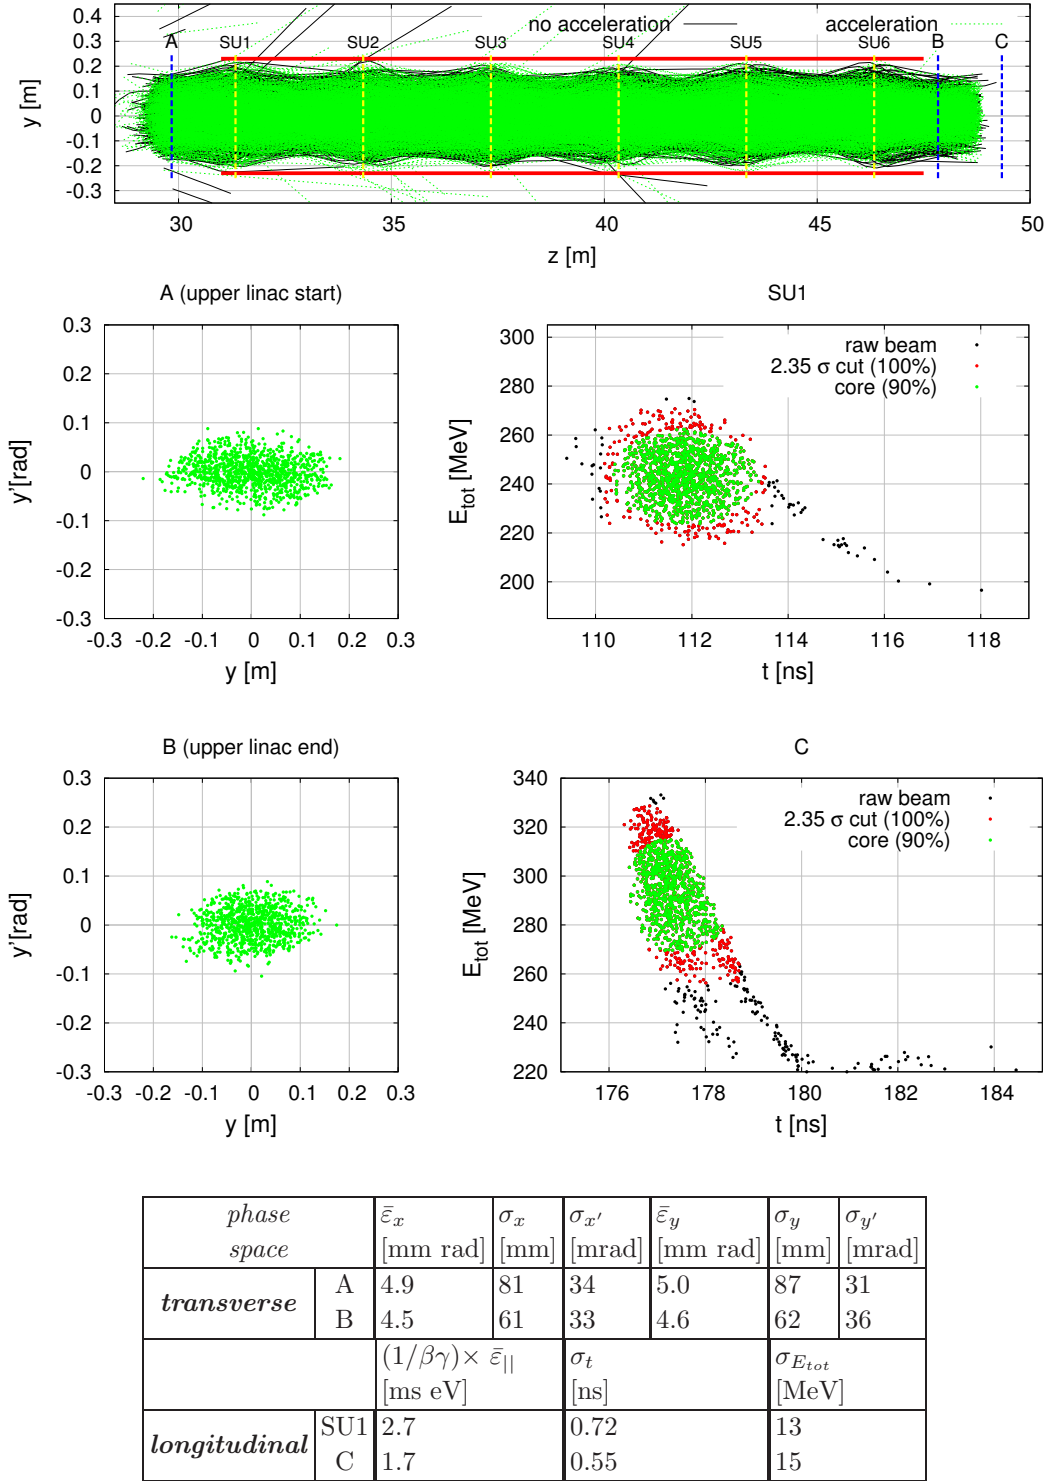 no acceleration
acceleration
A
SU1
SU2
SU3
SU4
SU5
SU6
B
C
0.4
0.3
0.2
0.1
0
-0.1
-0.2
-0.3
y [m]
30
35
40
45
50
z [m]
A (upper linac start)
0.3
0.2
0.1
0
-0.1
-0.2
-0.3
y'[rad]
-0.3 -0.2 -0.1 0 0.1 0.2 0.3
y [m]
SU1
raw beam
2.35 σ cut (100%)
core (90%)
300
280
260
240
220
200
E_tot [MeV]
110 112 114 116 118
t [ns]
B (upper linac end)
0.3
0.2
0.1
0
-0.1
-0.2
-0.3
y'[rad]
-0.3 -0.2 -0.1 0 0.1 0.2 0.3
y [m]
C
raw beam
2.35 σ cut (100%)
core (90%)
340
320
300
280
260
240
220
E_tot [MeV]
176 178 180 182 184
t [ns]
phase ε̄_x σ_x σ_x' ε̄_y σ_y σ_y'
space [mm rad] [mm] [mrad] [mm rad] [mm] [mrad]
transverse
A 4.9 81 34 5.0 87 31
B 4.5 61 33 4.6 62 36
(1/βγ)× ε̄_|| σ_t σ_E_tot
[ms eV] [ns] [MeV]
longitudinal
SU1 2.7 0.72 13
C 1.7 0.55 15